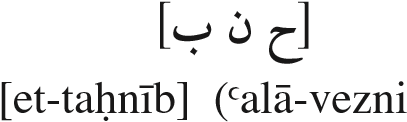 [ح ن ب]
[et-taḥnīb] (ʿalā-vezni